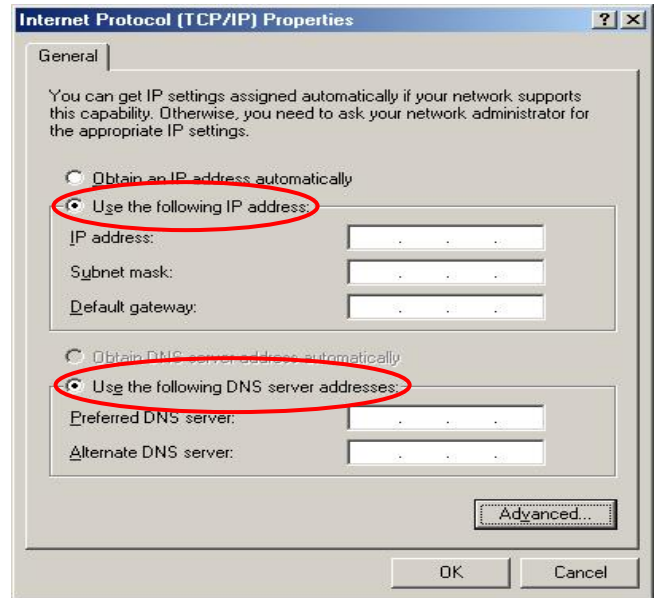 Internet Protocol (TCP/IP) Properties
General
You can get IP settings assigned automatically if your network supports
this capability. Otherwise, you need to ask your network administrator for
the appropriate IP settings.
Obtain an IP address automatically
Use the following IP address:
IP address:
Subnet mask:
Default gateway:
Obtain DNS server address automatically
Use the following DNS server addresses:
Preferred DNS server:
Alternate DNS server:
Advanced...
OK Cancel